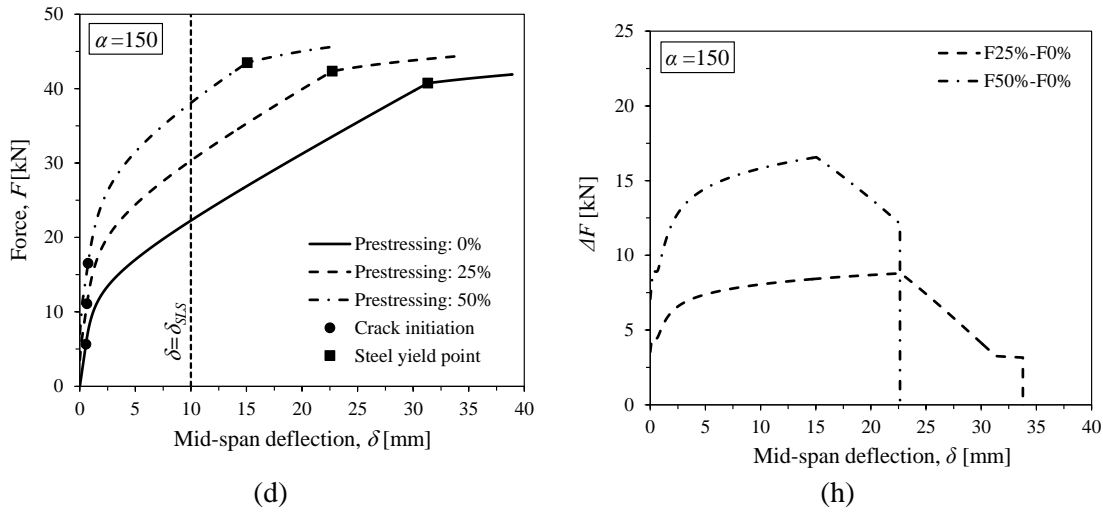 50
40
30
20
10
0
Force, F [kN]
α =150
δ=δSLS
Prestressing: 0%
Prestressing: 25%
Prestressing: 50%
Crack initiation
Steel yield point
0 5 10 15 20 25 30 35 40
Mid-span deflection, δ [mm]
(d)
25
20
15
10
5
0
ΔF [kN]
α =150
F25%-F0%
F50%-F0%
0 5 10 15 20 25 30 35 40
Mid-span deflection, δ [mm]
(h)